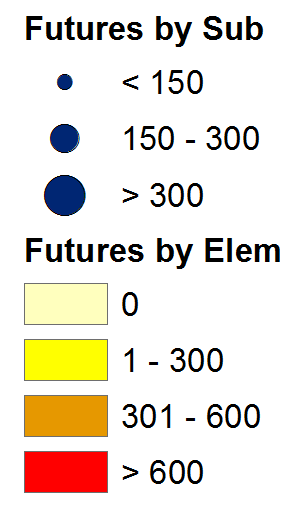 Futures by Sub
< 150
150 - 300
> 300
Futures by Elem
0
1 - 300
301 - 600
> 600